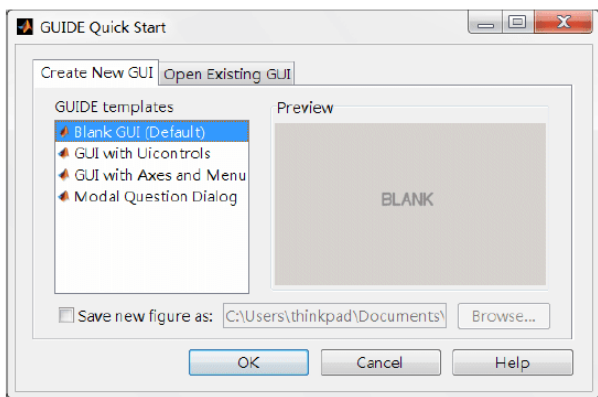 GUIDE Quick Start
Create New GUI
Open Existing GUI
GUIDE templates
Blank GUI (Default)
GUI with Uicontrols
GUI with Axes and Menu
Modal Question Dialog
Preview
BLANK
Save new figure as:
C:\Users\thinkpad\Documents\
Browse...
OK
Cancel
Help